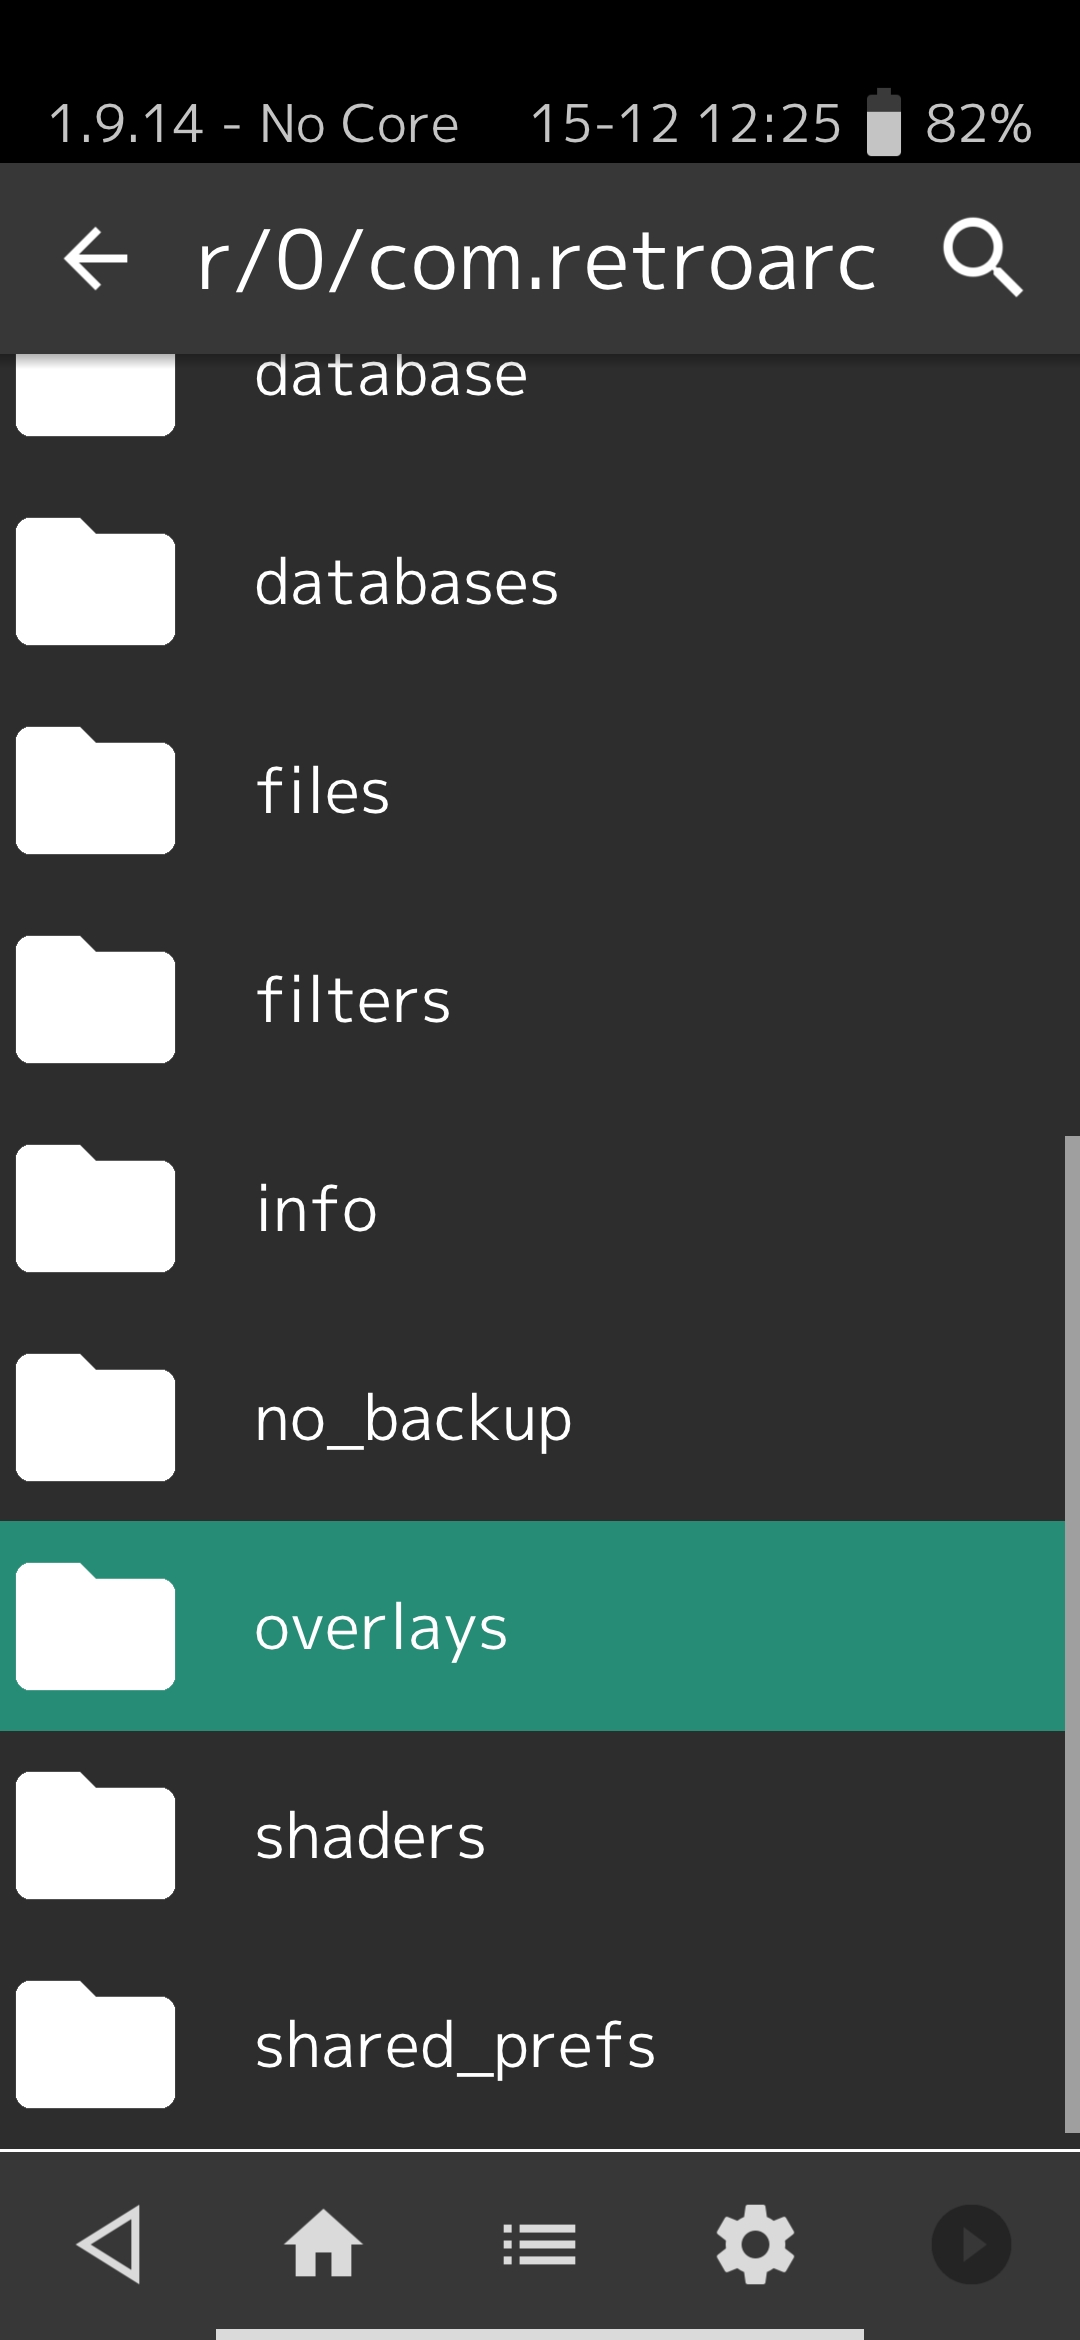 1.9.14 - No Core 15-12 12:25 82%
r/0/com.retroarc
database
databases
files
filters
info
no_backup
overlays
shaders
shared_prefs